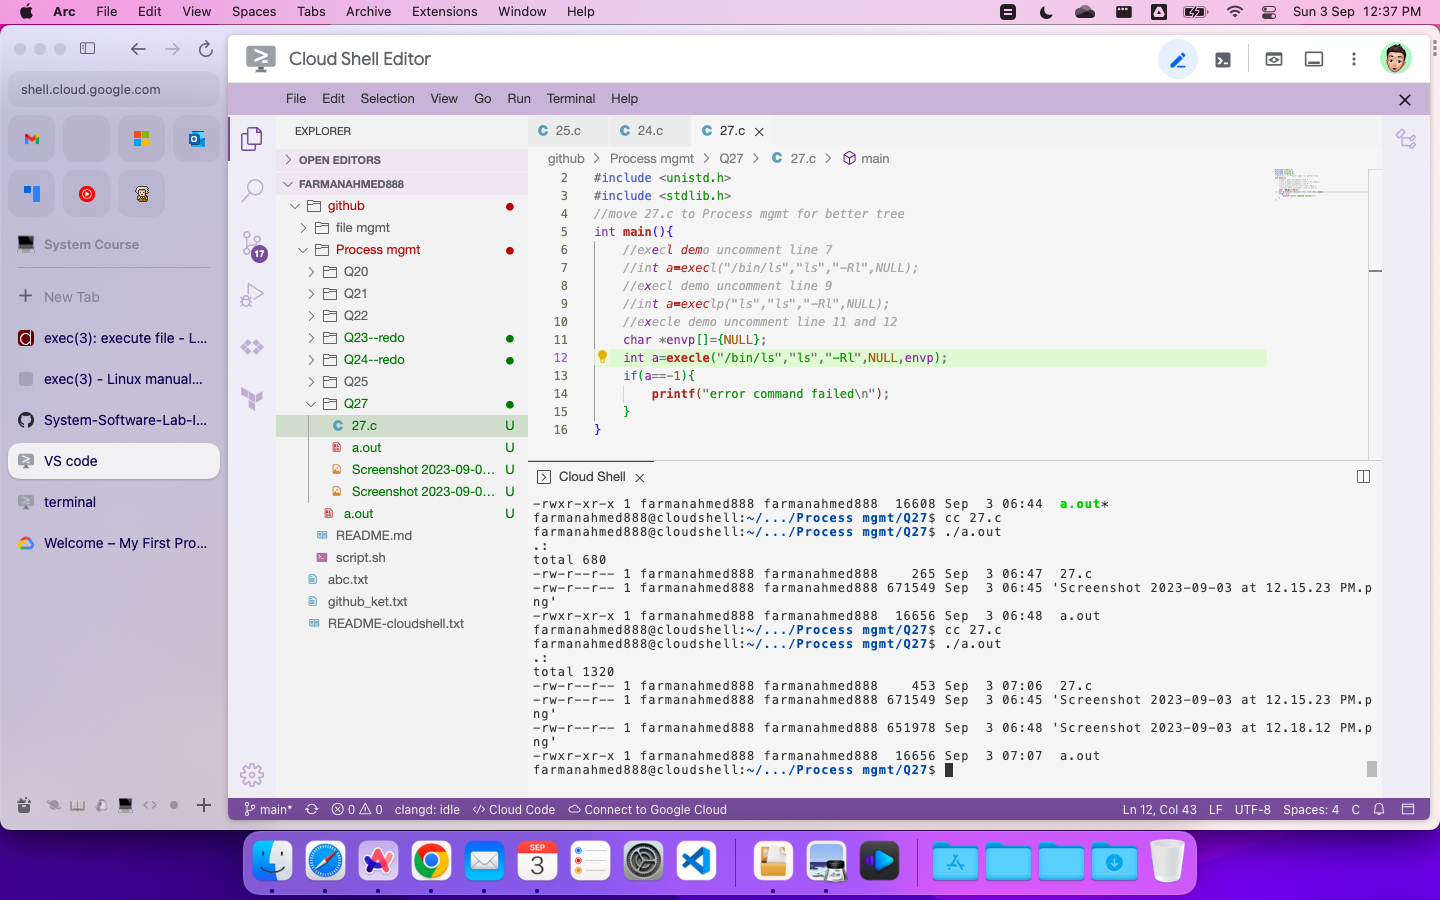 Arc File Edit View Spaces Tabs Archive Extensions Window Help
Sun 3 Sep 12:37 PM
shell.cloud.google.com
System Course
New Tab
exec(3): execute file - L...
exec(3) - Linux manual...
System-Software-Lab-I...
VS code
terminal
Welcome – My First Pro...
Cloud Shell Editor
File Edit Selection View Go Run Terminal Help
17
EXPLORER
OPEN EDITORS
FARMANAHMED888
github
file mgmt
Process mgmt
Q20
Q21
Q22
Q23--redo
Q24--redo
Q25
Q27
27.c U
a.out U
Screenshot 2023-09-0... U
Screenshot 2023-09-0... U
a.out U
README.md
script.sh
abc.txt
github_ket.txt
README-cloudshell.txt
C 25.c C 24.c C 27.c
github > Process mgmt > Q27 > C 27.c > main
2 #include <unistd.h>
3 #include <stdlib.h>
4 //move 27.c to Process mgmt for better tree
5 int main(){
6 //execl demo uncomment line 7
7 //int a=execl("/bin/ls","ls","-Rl",NULL);
8 //execl demo uncomment line 9
9 //int a=execlp("ls","ls","-Rl",NULL);
10 //execle demo uncomment line 11 and 12
11 char *envp[]={NULL};
12 int a=execle("/bin/ls","ls","-Rl",NULL,envp);
13 if(a==-1){
14 printf("error command failed\n");
15 }
16 }
Cloud Shell
-rwxr-xr-x 1 farmanahmed888 farmanahmed888 16608 Sep 3 06:44 a.out*
farmanahmed888@cloudshell:~/.../Process mgmt/Q27$ cc 27.c
farmanahmed888@cloudshell:~/.../Process mgmt/Q27$ ./a.out
.:
total 680
-rw-r--r-- 1 farmanahmed888 farmanahmed888 265 Sep 3 06:47 27.c
-rw-r--r-- 1 farmanahmed888 farmanahmed888 671549 Sep 3 06:45 'Screenshot 2023-09-03 at 12.15.23 PM.p
ng'
-rwxr-xr-x 1 farmanahmed888 farmanahmed888 16656 Sep 3 06:48 a.out
farmanahmed888@cloudshell:~/.../Process mgmt/Q27$ cc 27.c
farmanahmed888@cloudshell:~/.../Process mgmt/Q27$ ./a.out
.:
total 1320
-rw-r--r-- 1 farmanahmed888 farmanahmed888 453 Sep 3 07:06 27.c
-rw-r--r-- 1 farmanahmed888 farmanahmed888 671549 Sep 3 06:45 'Screenshot 2023-09-03 at 12.15.23 PM.p
ng'
-rw-r--r-- 1 farmanahmed888 farmanahmed888 651978 Sep 3 06:48 'Screenshot 2023-09-03 at 12.18.12 PM.p
ng'
-rwxr-xr-x 1 farmanahmed888 farmanahmed888 16656 Sep 3 07:07 a.out
farmanahmed888@cloudshell:~/.../Process mgmt/Q27$
main* 0 0 clangd: idle Cloud Code Connect to Google Cloud
Ln 12, Col 43 LF UTF-8 Spaces: 4 C
SEP
3